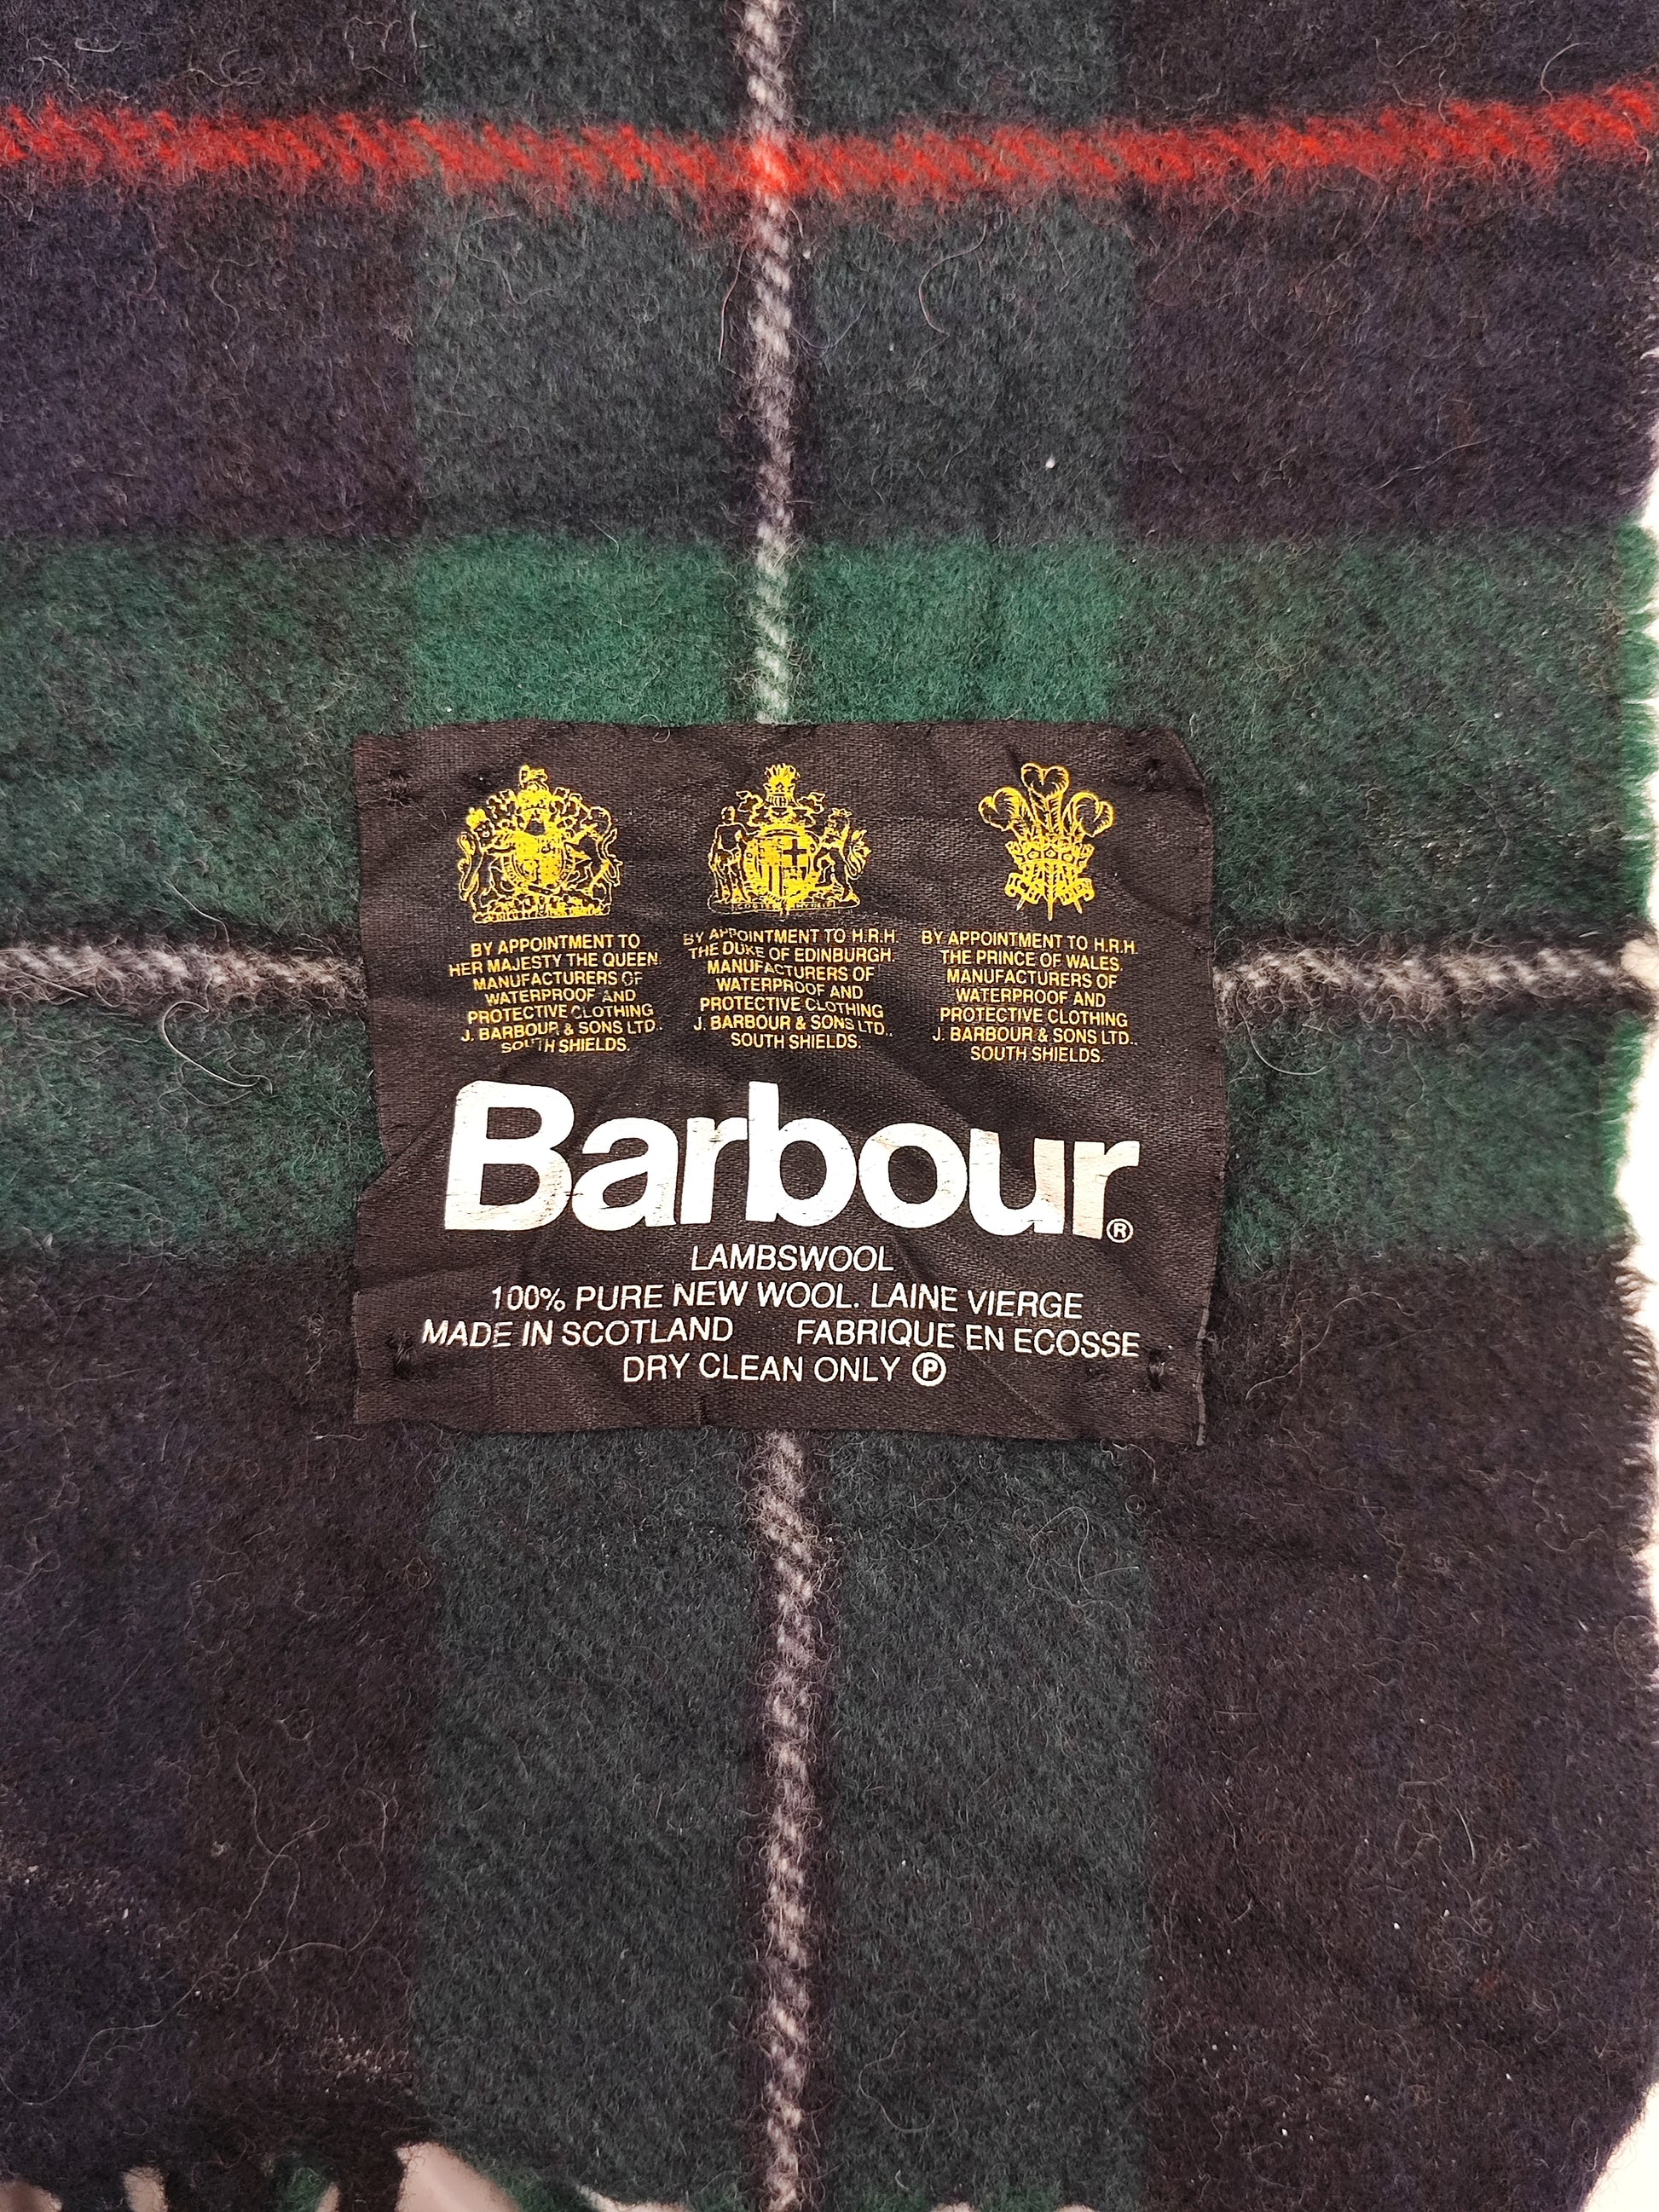 BY APPOINTMENT TO
HER MAJESTY THE QUEEN.
MANUFACTURERS OF
WATERPROOF AND
PROTECTIVE CLOTHING
J. BARBOUR & SONS LTD.
SOUTH SHIELDS.
BY APPOINTMENT TO H.R.H.
THE DUKE OF EDINBURGH.
MANUFACTURERS OF
WATERPROOF AND
PROTECTIVE CLOTHING
J. BARBOUR & SONS LTD..
SOUTH SHIELDS.
BY APPOINTMENT TO H.R.H.
THE PRINCE OF WALES.
MANUFACTURERS OF
WATERPROOF AND
PROTECTIVE CLOTHING
J. BARBOUR & SONS LTD..
SOUTH SHIELDS.
Barbour®
LAMBSWOOL
100% PURE NEW WOOL. LAINE VIERGE
MADE IN SCOTLAND FABRIQUE EN ECOSSE
DRY CLEAN ONLY Ⓟ